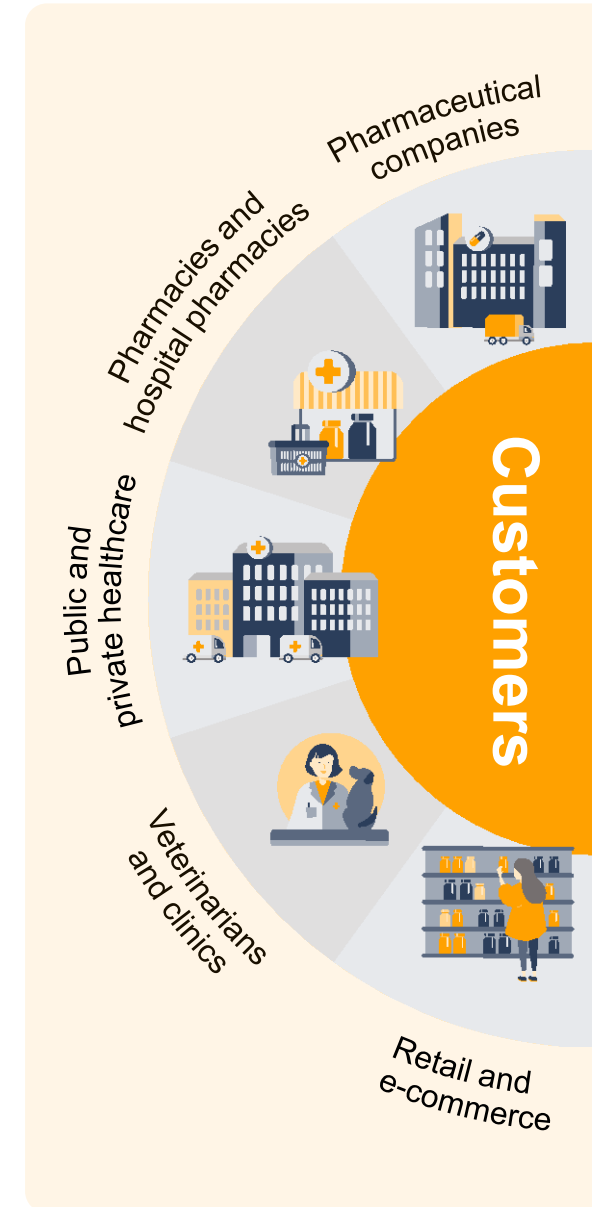 Pharmaceutical
companies
Pharmacies and
hospital pharmacies
Public and
private healthcare
Veterinarians
and clinics
Retail and
e-commerce
Customers